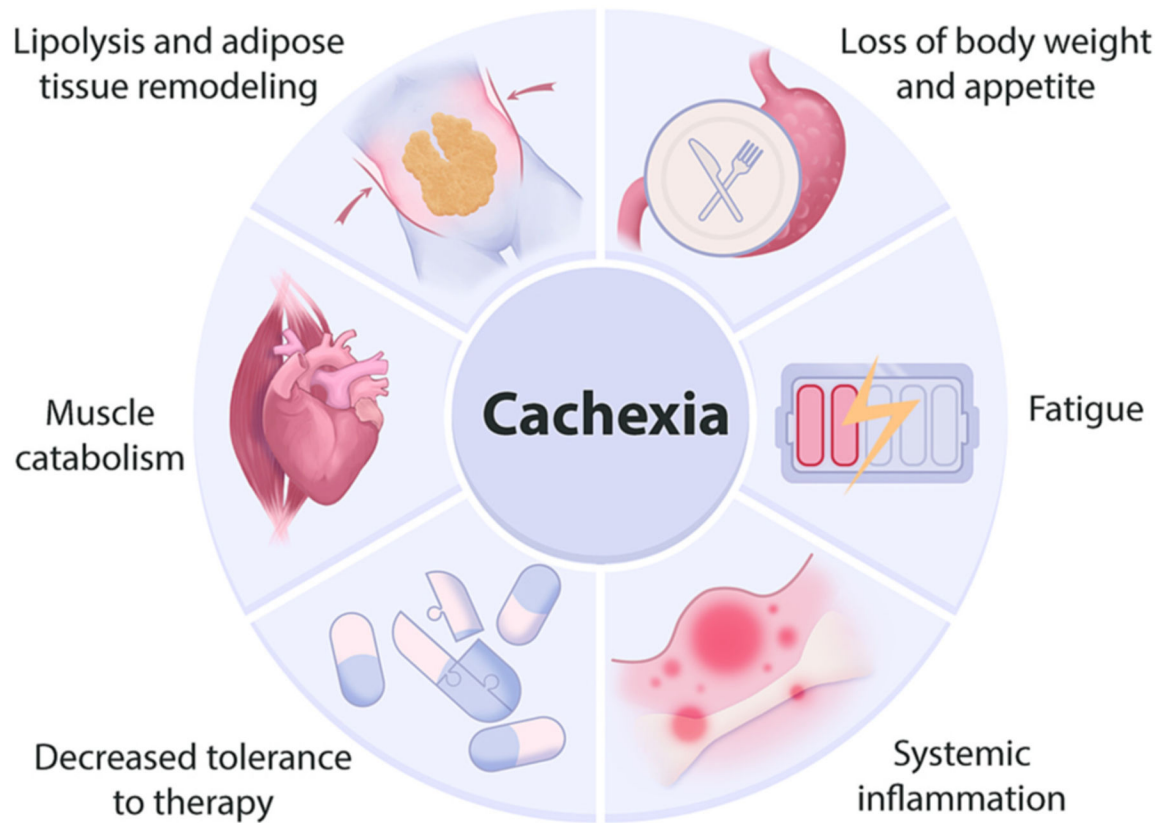 Lipolysis and adipose
tissue remodeling
Loss of body weight
and appetite
Muscle
catabolism
Cachexia
Fatigue
Decreased tolerance
to therapy
Systemic
inflammation